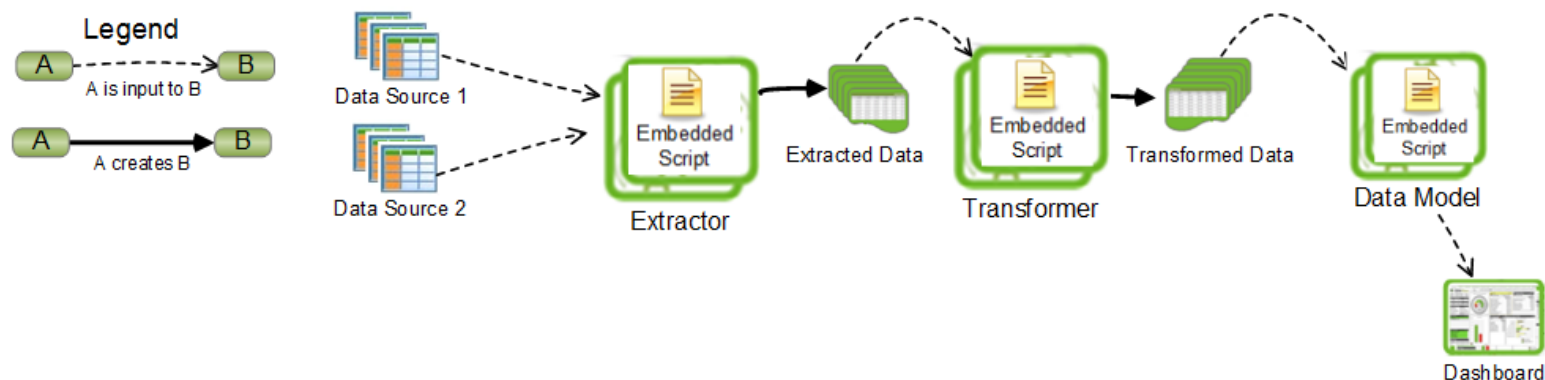 Legend
A
B
A is input to B
A
B
A creates B
Data Source 1
Data Source 2
Embedded
Script
Extractor
Extracted Data
Embedded
Script
Transformer
Transformed Data
Embedded
Script
Data Model
Dashboard